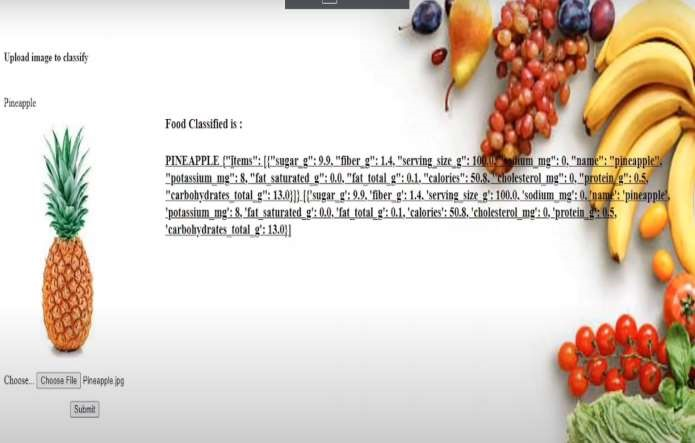 Upload image to classify
Pineapple
Food Classified is :
PINEAPPLE {"items": [{"sugar_g": 9.9, "fiber_g": 1.4, "serving_size_g": 100.0, "sodium_mg": 0, "name": "pineapple",
"potassium_mg": 8, "fat_saturated_g": 0.0, "fat_total_g": 0.1, "calories": 50.8, "cholesterol_mg": 0, "protein_g": 0.5,
"carbohydrates_total_g": 13.0}]} [{'sugar_g': 9.9, 'fiber_g': 1.4, 'serving_size_g': 100.0, 'sodium_mg': 0, 'name': 'pineapple',
'potassium_mg': 8, 'fat_saturated_g': 0.0, 'fat_total_g': 0.1, 'calories': 50.8, 'cholesterol_mg': 0, 'protein_g': 0.5,
'carbohydrates_total_g': 13.0}]
Choose... Choose File Pineapple.jpg
Submit